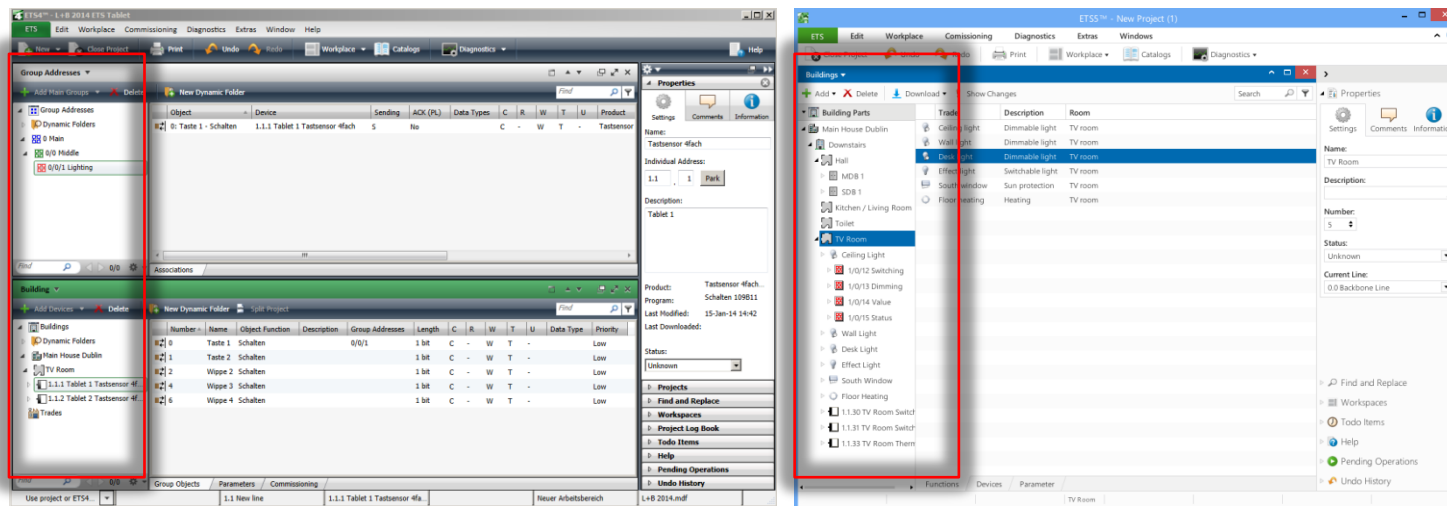 ETS4™ - L+B 2014 ETS Tablet
ETS Edit Workplace Commissioning Diagnostics Extras Window Help
New Close Project Print Undo Redo Workplace Catalogs Diagnostics Help
Group Addresses
Add Main Groups Delete New Dynamic Folder Find
Group Addresses
Dynamic Folders
0 Main
0/0 Middle
0/0/1 Lighting
Object Device Sending ACK (PL) Data Types C R W T U Product
0: Taste 1 - Schalten 1.1.1 Tablet 1 Tastsensor 4fach S No C - W T - Tastsensor
Find 0/0 Associations
Building
Add Devices Delete New Dynamic Folder Split Project Find
Buildings
Dynamic Folders
Main House Dublin
TV Room
1.1.1 Tablet 1 Tastsensor 4f...
1.1.2 Tablet 2 Tastsensor 4f...
Trades
Number Name Object Function Description Group Addresses Length C R W T U Data Type Priority
0 Taste 1 Schalten 0/0/1 1 bit C - W T - Low
1 Taste 2 Schalten 1 bit C - W T - Low
2 Wippe 2 Schalten 1 bit C - W T - Low
4 Wippe 3 Schalten 1 bit C - W T - Low
6 Wippe 4 Schalten 1 bit C - W T - Low
Find 0/0 Group Objects Parameters Commissioning
Properties
Settings Comments Information
Name:
Tastsensor 4fach
Individual Address:
1.1 . 1 Park
Description:
Tablet 1
Product: Tastsensor 4fach...
Program: Schalten 109B11
Last Modified: 15-Jan-14 14:42
Last Downloaded:
Status:
Unknown
Projects
Find and Replace
Workspaces
Project Log Book
Todo Items
Help
Pending Operations
Undo History
Use project or ETS4... 1.1 New line 1.1.1 Tablet 1 Tastsensor 4fa... Neuer Arbeitsbereich L+B 2014.mdf
ETS5™ - New Project (1)
ETS Edit Workplace Comissioning Diagnostics Extras Windows
Close Project Undo Redo Print Workplace Catalogs Diagnostics
Buildings
Add Delete Download Show Changes Search
Building Parts
Main House Dublin
Downstairs
Hall
MDB 1
SDB 1
Kitchen / Living Room
Toilet
TV Room
Ceiling Light
1/0/12 Switching
1/0/13 Dimming
1/0/14 Value
1/0/15 Status
Wall Light
Desk Light
Effect Light
South Window
Floor Heating
1.1.30 TV Room Switch
1.1.31 TV Room Switch
1.1.33 TV Room Therm
Trade Description Room
Ceiling light Dimmable light TV room
Wall light Dimmable light TV room
Desk light Dimmable light TV room
Effect light Switchable light TV room
South window Sun protection TV room
Floor heating Heating TV room
Functions Devices Parameter
Properties
Settings Comments Informatio
Name:
TV Room
Description:
Number:
5
Status:
Unknown
Current Line:
0.0 Backbone Line
Find and Replace
Workspaces
Todo Items
Help
Pending Operations
Undo History
TV Room